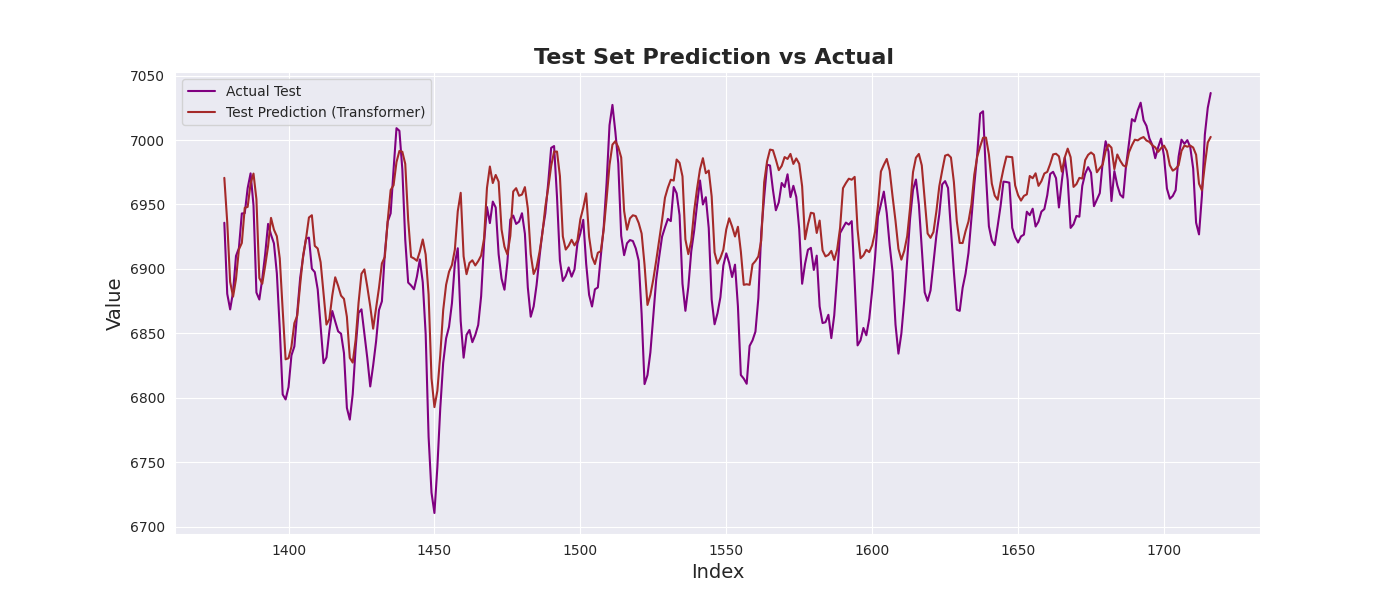 Test Set Prediction vs Actual
Actual Test
Test Prediction (Transformer)
Value
7050
7000
6950
6900
6850
6800
6750
6700
1400 1450 1500 1550 1600 1650 1700
Index